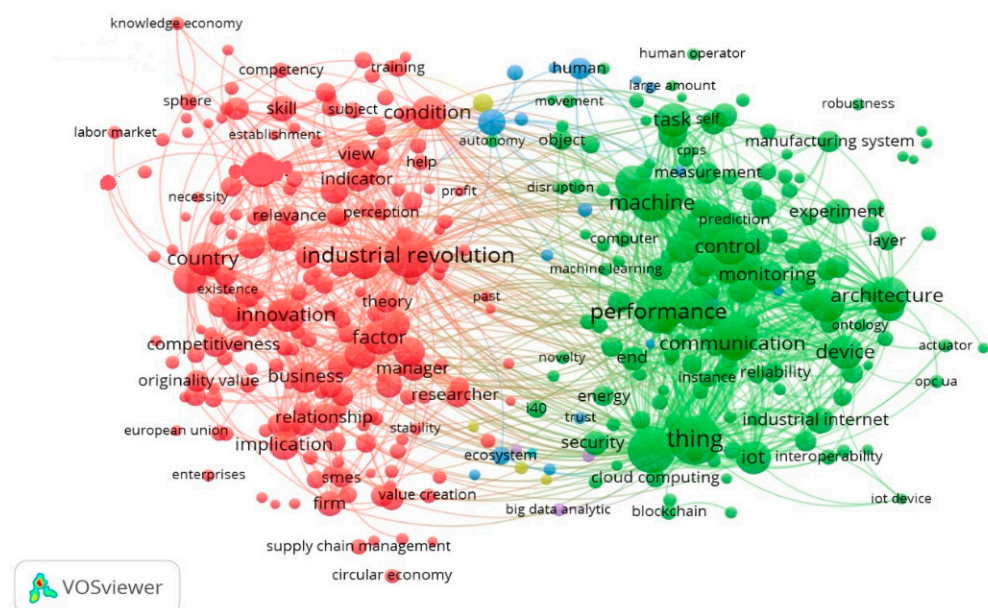 knowledge economy
human operator
competency
training
human
large amount
movement
robustness
sphere
skill
subject
condition
task
self
labor market
establishment
autonomy
object
manufacturing system
view
help
cpps
measurement
indicator
necessity
profit
disruption
machine
relevance
perception
prediction
experiment
computer
control
layer
country
industrial revolution
machine learning
monitoring
existence
theory
past
architecture
innovation
performance
ontology
factor
communication
competitiveness
novelty
end
device
actuator
manager
business
instance
reliability
originality value
researcher
energy
opc ua
i40
relationship
trust
industrial internet
european union
stability
implication
security
thing
ecosystem
iot
interoperability
enterprises
smes
cloud computing
firm
value creation
iot device
big data analytic
blockchain
supply chain management
circular economy
VOSviewer